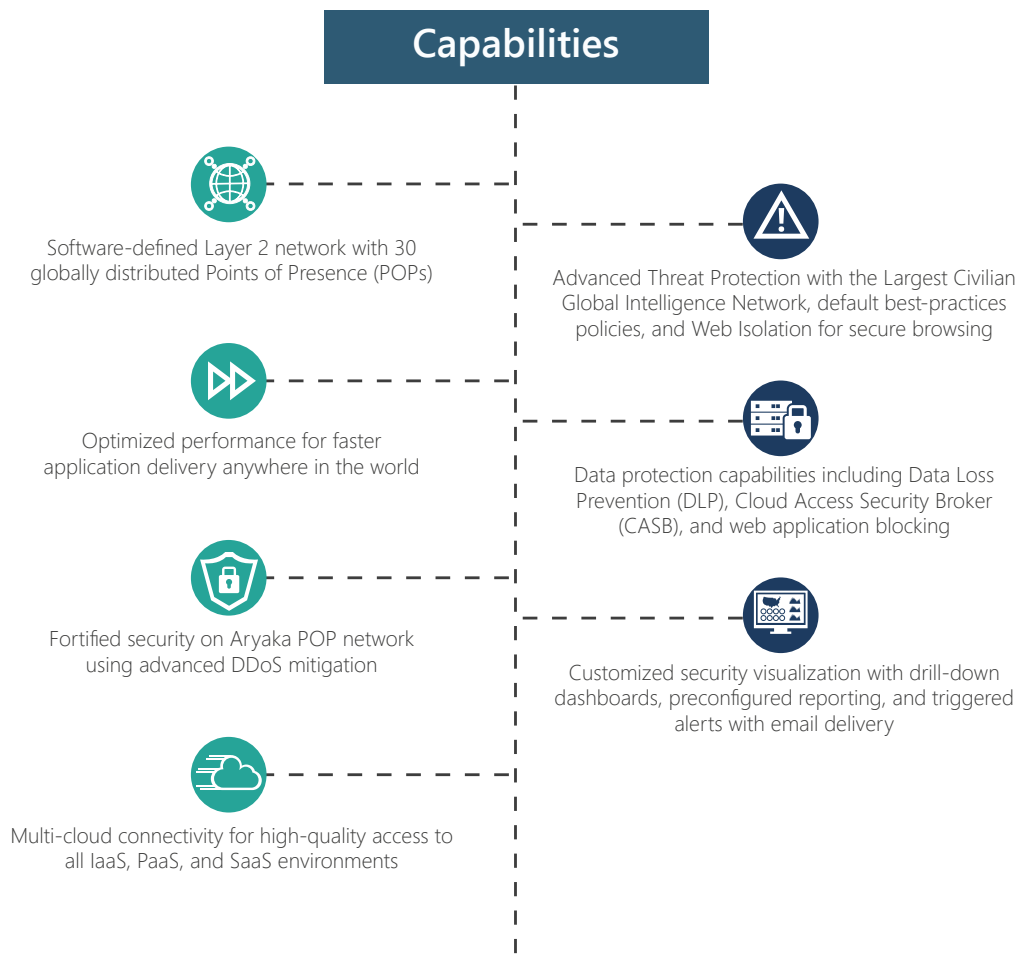 Capabilities
Software-defined Layer 2 network with 30
globally distributed Points of Presence (POPs)
Advanced Threat Protection with the Largest Civilian
Global Intelligence Network, default best-practices
policies, and Web Isolation for secure browsing
Optimized performance for faster
application delivery anywhere in the world
Data protection capabilities including Data Loss
Prevention (DLP), Cloud Access Security Broker
(CASB), and web application blocking
Fortified security on Aryaka POP network
using advanced DDoS mitigation
Customized security visualization with drill-down
dashboards, preconfigured reporting, and triggered
alerts with email delivery
Multi-cloud connectivity for high-quality access to
all IaaS, PaaS, and SaaS environments